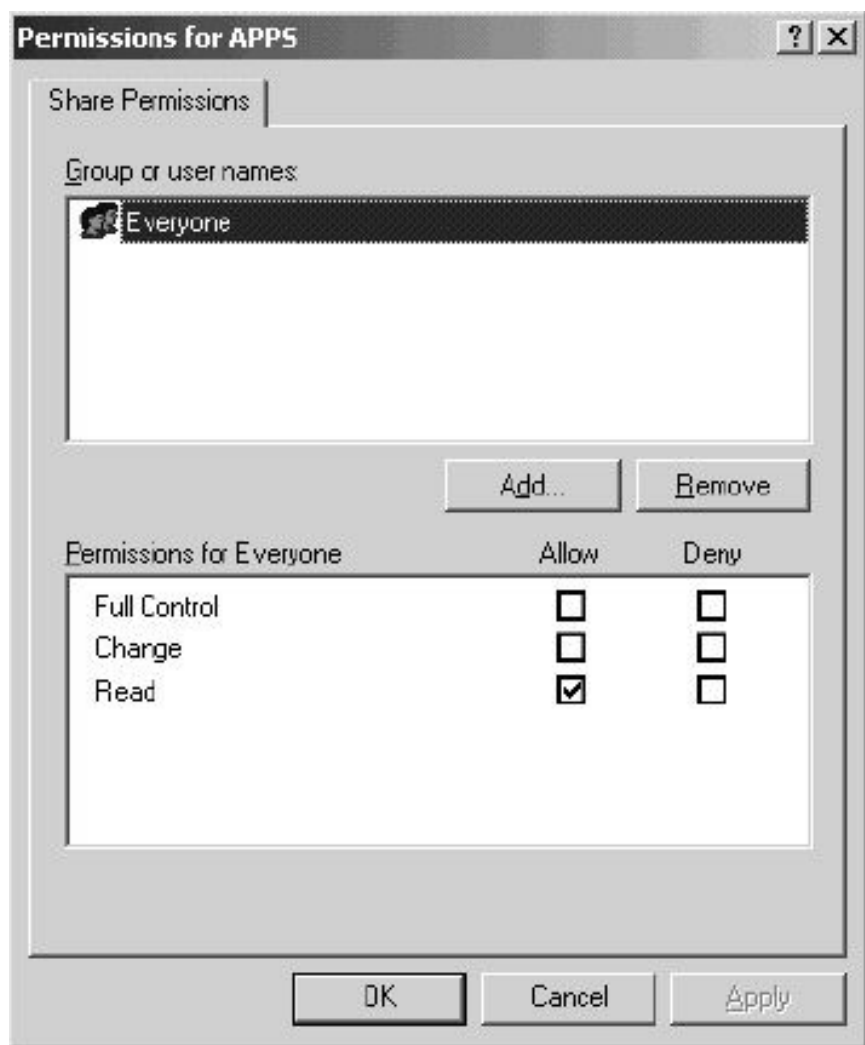 Permissions for APPS
Share Permissions
Group or user names:
Everyone
Add... Remove
Permissions for Everyone Allow Deny
Full Control
Change
Read
OK Cancel Apply